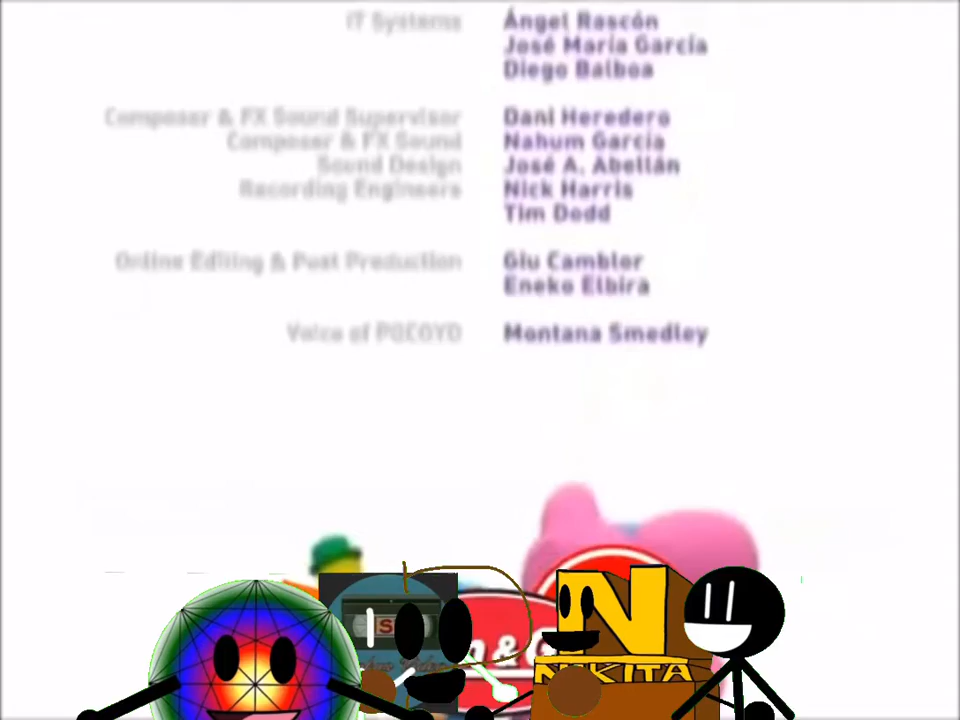 IT Systems Ángel Rascón
José María García
Diego Balboa
Composer & FX Sound Supervisor Dani Heredero
Composer & FX Sound Nahum García
Sound Design José A. Abellán
Recording Engineers Nick Harris
Tim Dodd
Online Editing & Post Production Giu Camblor
Eneko Elbira
Voice of POCOYO Montana Smedley
N
NIKITA